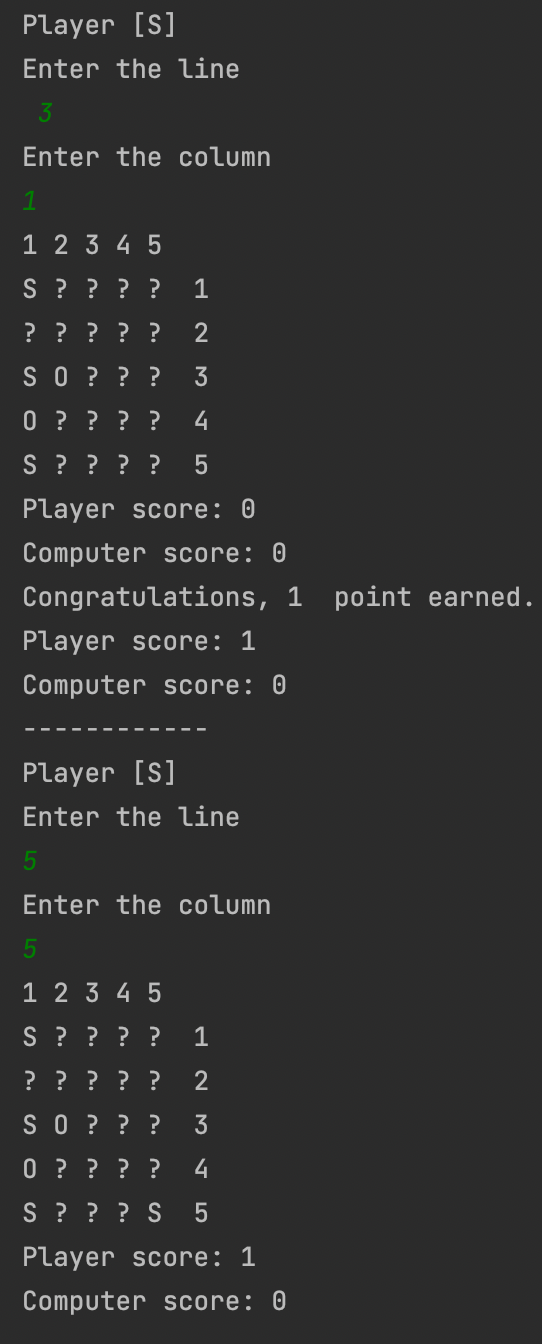 Player [S]
Enter the line
3
Enter the column
1
1 2 3 4 5
S ? ? ? ?  1
? ? ? ? ?  2
S O ? ? ?  3
O ? ? ? ?  4
S ? ? ? ?  5
Player score: 0
Computer score: 0
Congratulations, 1  point earned.
Player score: 1
Computer score: 0
------------
Player [S]
Enter the line
5
Enter the column
5
1 2 3 4 5
S ? ? ? ?  1
? ? ? ? ?  2
S O ? ? ?  3
O ? ? ? ?  4
S ? ? ? S  5
Player score: 1
Computer score: 0